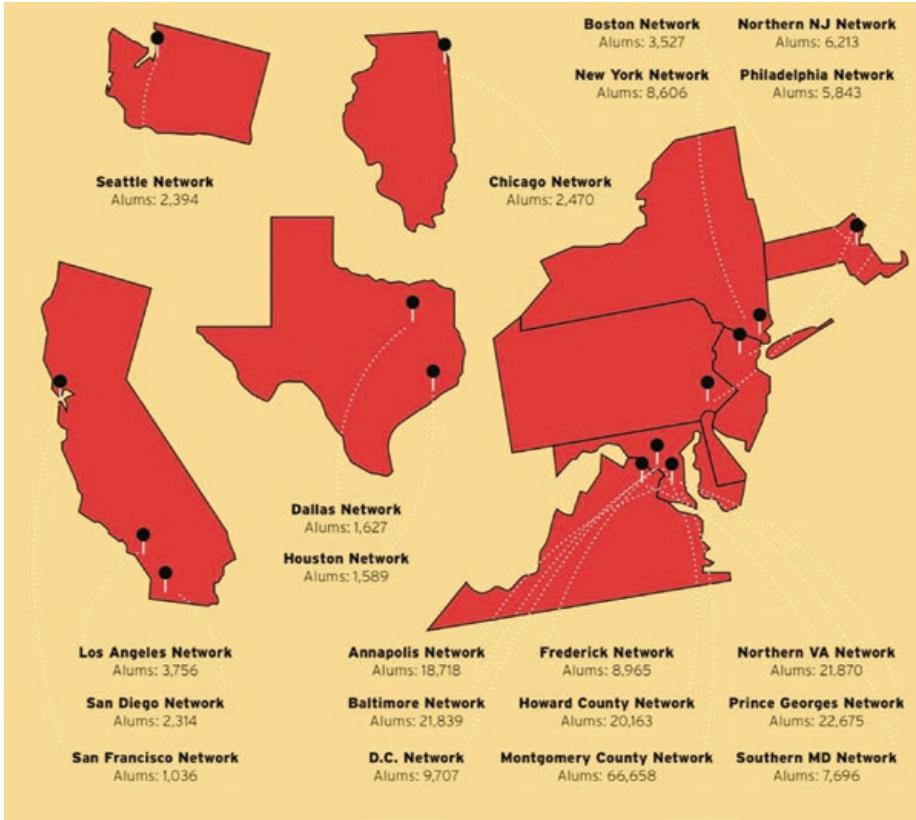 Boston Network
Alums: 3,527
Northern NJ Network
Alums: 6,213
New York Network
Alums: 8,606
Philadelphia Network
Alums: 5,843
Seattle Network
Alums: 2,394
Chicago Network
Alums: 2,470
Dallas Network
Alums: 1,627
Houston Network
Alums: 1,589
Los Angeles Network
Alums: 3,756
San Diego Network
Alums: 2,314
San Francisco Network
Alums: 1,036
Annapolis Network
Alums: 18,718
Baltimore Network
Alums: 21,839
D.C. Network
Alums: 9,707
Frederick Network
Alums: 8,965
Howard County Network
Alums: 20,163
Montgomery County Network
Alums: 66,658
Northern VA Network
Alums: 21,870
Prince Georges Network
Alums: 22,675
Southern MD Network
Alums: 7,696